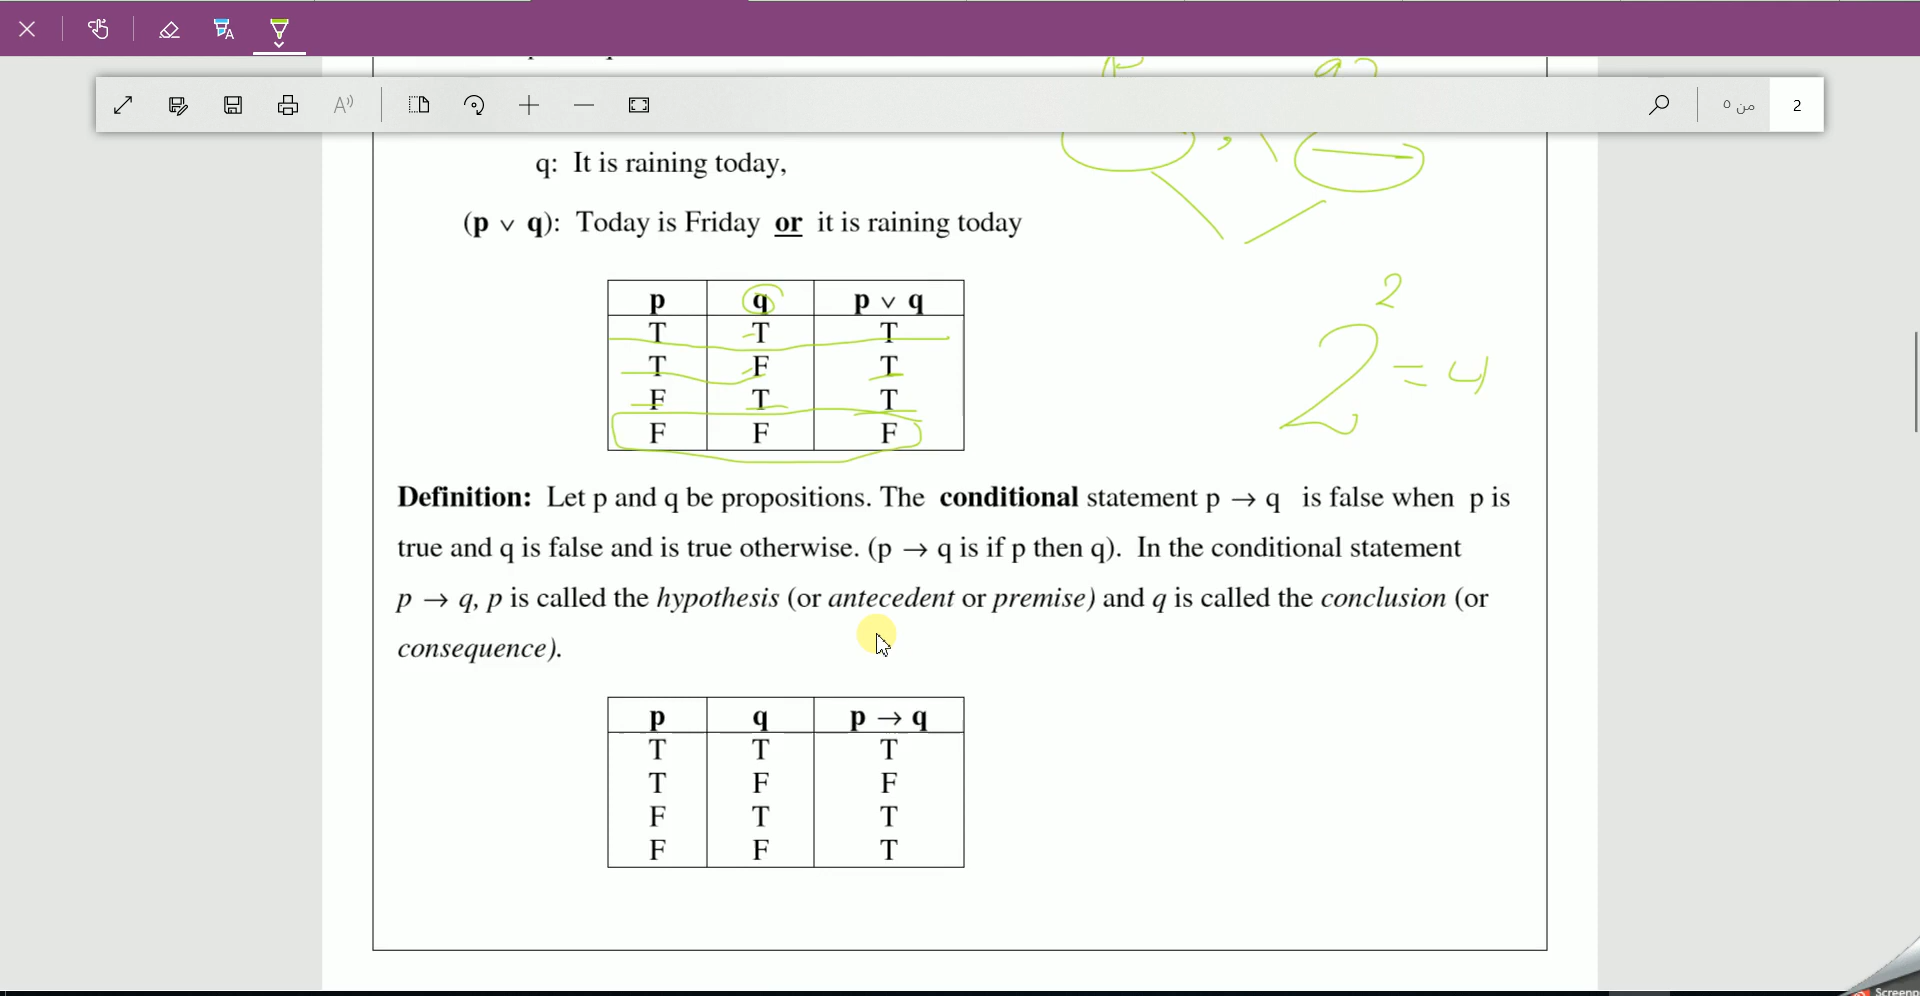 من ٥
2
q: It is raining today,
(p ∨ q): Today is Friday or it is raining today
2
2 = 4
p q p ∨ q
T T T
T F T
F T T
F F F
Definition: Let p and q be propositions. The conditional statement p → q is false when p is
true and q is false and is true otherwise. (p → q is if p then q). In the conditional statement
p → q, p is called the hypothesis (or antecedent or premise) and q is called the conclusion (or
consequence).
p q p → q
T T T
T F F
F T T
F F T